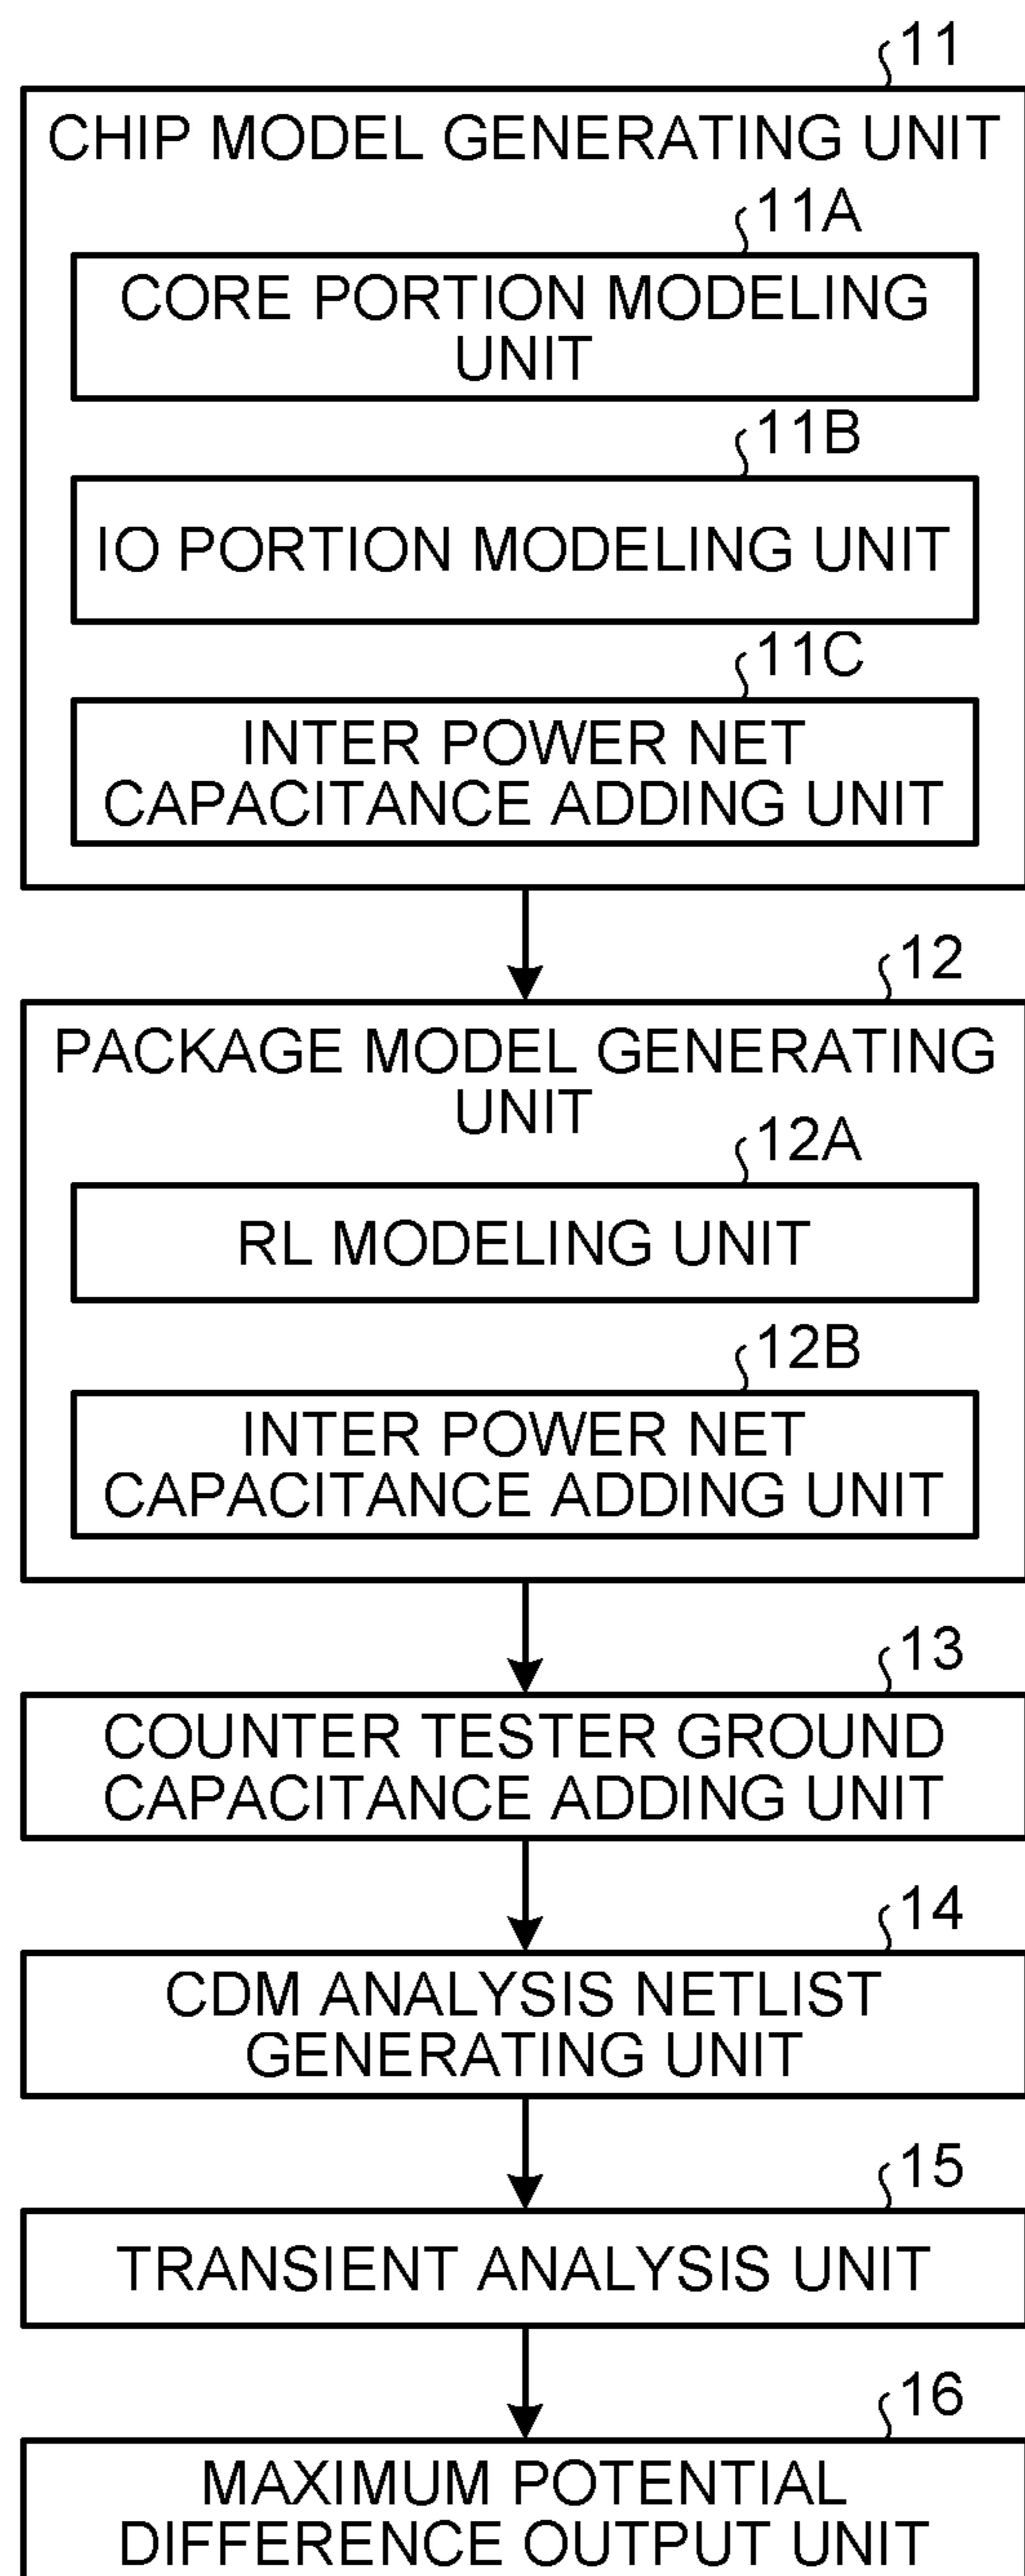 11
CHIP MODEL GENERATING UNIT
11A
CORE PORTION MODELING
UNIT
11B
IO PORTION MODELING UNIT
11C
INTER POWER NET
CAPACITANCE ADDING UNIT
12
PACKAGE MODEL GENERATING
UNIT
12A
RL MODELING UNIT
12B
INTER POWER NET
CAPACITANCE ADDING UNIT
13
COUNTER TESTER GROUND
CAPACITANCE ADDING UNIT
14
CDM ANALYSIS NETLIST
GENERATING UNIT
15
TRANSIENT ANALYSIS UNIT
16
MAXIMUM POTENTIAL
DIFFERENCE OUTPUT UNIT